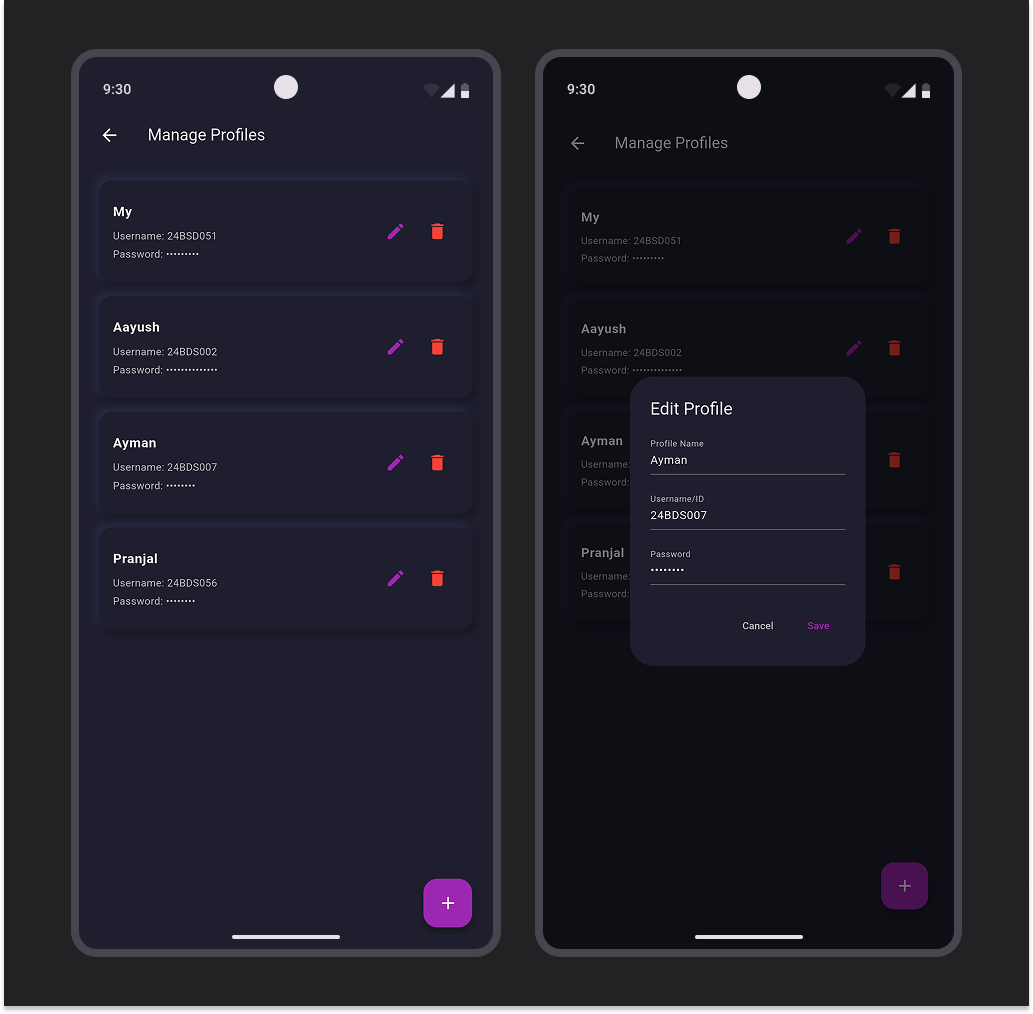 9:30
Manage Profiles
My
Username: 24BSD051
Password: •••••••••
Aayush
Username: 24BDS002
Password: ••••••••••••••
Ayman
Username: 24BDS007
Password: ••••••••
Pranjal
Username: 24BDS056
Password: ••••••••
+
9:30
Manage Profiles
My
Username: 24BSD051
Password: •••••••••
Aayush
Username: 24BDS002
Password: ••••••••••••••
Ayman
Username:
Password:
Pranjal
Username:
Password:
Edit Profile
Profile Name
Ayman
Username/ID
24BDS007
Password
••••••••
Cancel Save
+